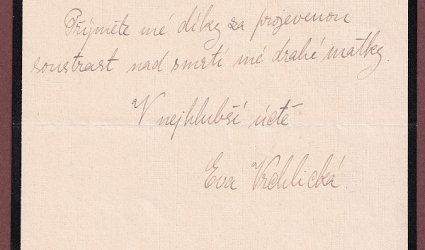 Přijměte mé díky za projevenou
soustrast nad smrtí mé drahé matky.
V nejhlubší úctě
Eva Vrchlická.